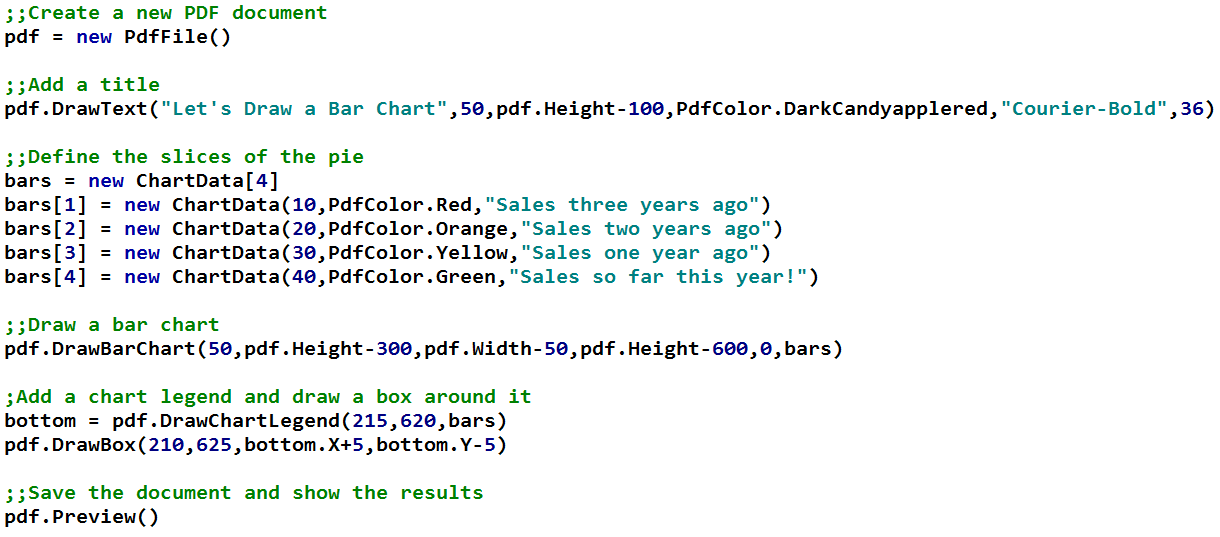 ;;Create a new PDF document
pdf = new PdfFile()
;;Add a title
pdf.DrawText("Let's Draw a Bar Chart",50,pdf.Height-100,PdfColor.DarkCandyapplered,"Courier-Bold",36)
;;Define the slices of the pie
bars = new ChartData[4]
bars[1] = new ChartData(10,PdfColor.Red,"Sales three years ago")
bars[2] = new ChartData(20,PdfColor.Orange,"Sales two years ago")
bars[3] = new ChartData(30,PdfColor.Yellow,"Sales one year ago")
bars[4] = new ChartData(40,PdfColor.Green,"Sales so far this year!")
;;Draw a bar chart
pdf.DrawBarChart(50,pdf.Height-300,pdf.Width-50,pdf.Height-600,0,bars)
;Add a chart legend and draw a box around it
bottom = pdf.DrawChartLegend(215,620,bars)
pdf.DrawBox(210,625,bottom.X+5,bottom.Y-5)
;;Save the document and show the results
pdf.Preview()